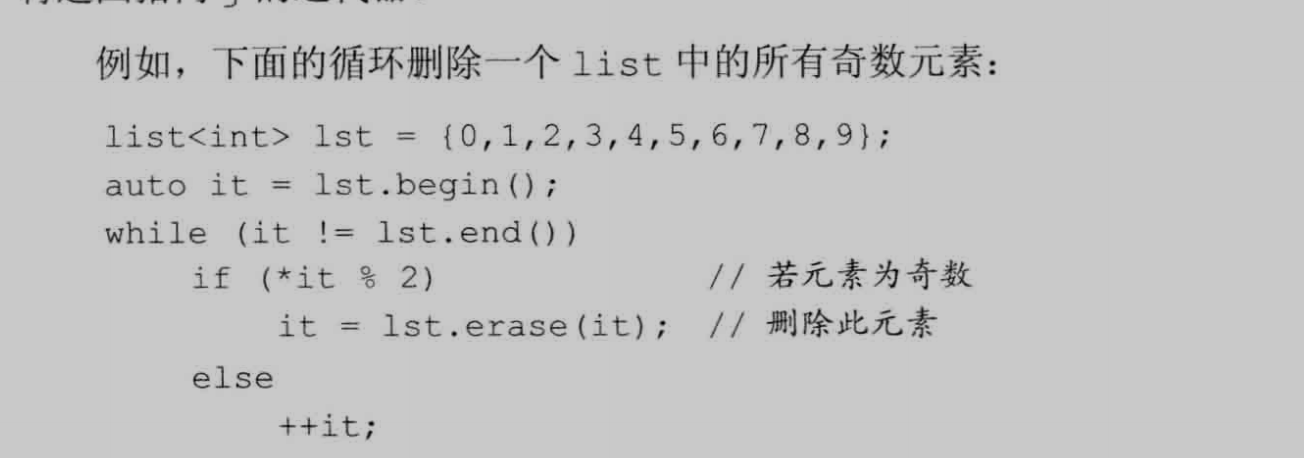 例如，下面的循环删除一个 list 中的所有奇数元素：
list<int> lst = {0,1,2,3,4,5,6,7,8,9};
auto it = lst.begin();
while (it != lst.end())
if (*it % 2) // 若元素为奇数
it = lst.erase(it); // 删除此元素
else
++it;